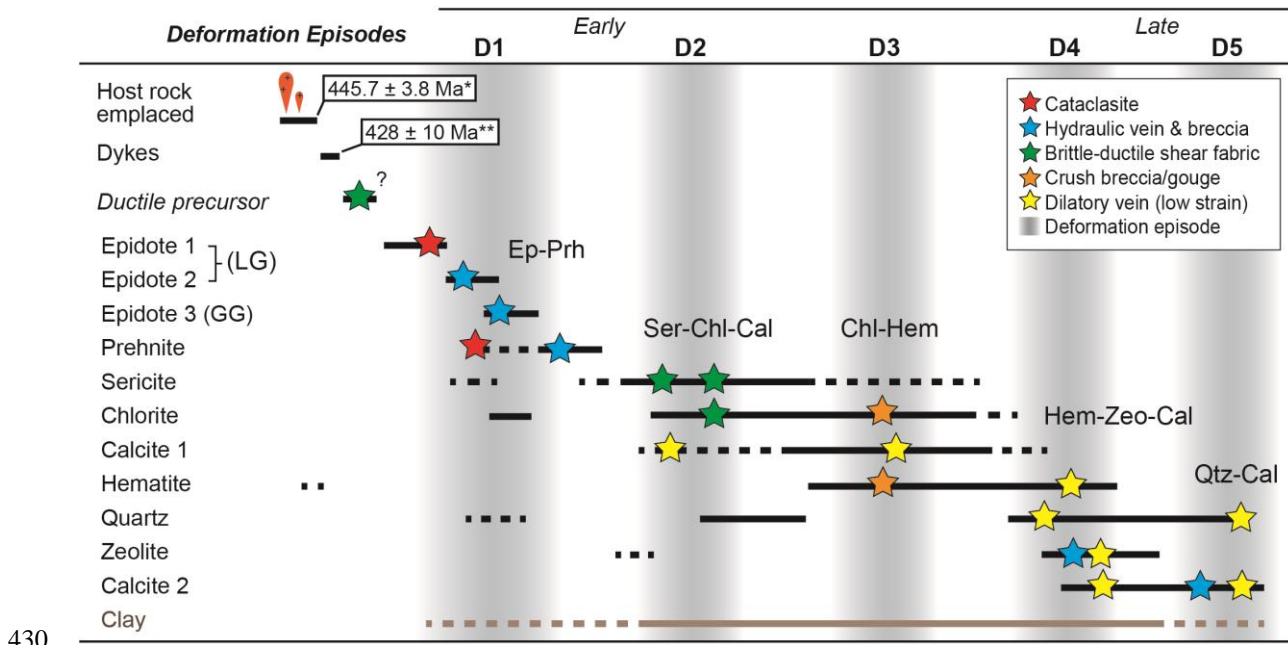 Early
Late
Deformation Episodes
D1
D2
D3
D4
D5
Host rock
emplaced
445.7 ± 3.8 Ma*
Dykes
428 ± 10 Ma**
Ductile precursor
?
Epidote 1
Epidote 2
(LG)
Ep-Prh
Epidote 3 (GG)
Prehnite
Ser-Chl-Cal
Chl-Hem
Sericite
Chlorite
Hem-Zeo-Cal
Calcite 1
Hematite
Qtz-Cal
Quartz
Zeolite
Calcite 2
Clay
Cataclasite
Hydraulic vein & breccia
Brittle-ductile shear fabric
Crush breccia/gouge
Dilatory vein (low strain)
Deformation episode
430